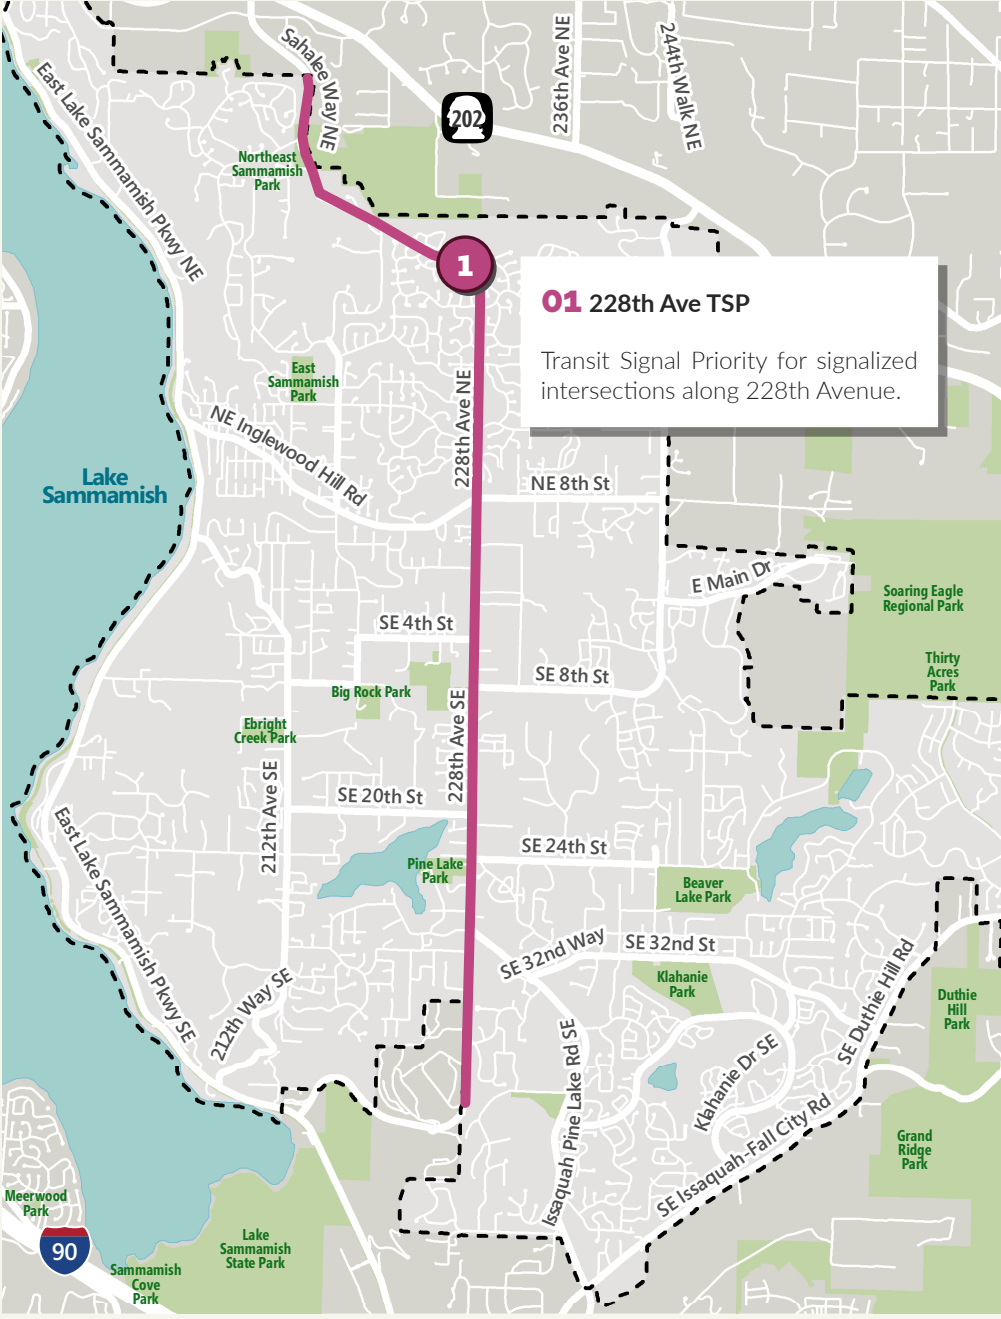 Sahalee Way NE
236th Ave NE
244th Walk NE
202
East Lake Sammamish Pkwy NE
Northeast
Sammamish
Park
1
01 228th Ave TSP
Transit Signal Priority for signalized
intersections along 228th Avenue.
East
Sammamish
Park
228th Ave NE
NE Inglewood Hill Rd
Lake
Sammamish
NE 8th St
E Main Dr
Soaring Eagle
Regional Park
SE 4th St
Thirty
Acres
Park
SE 8th St
Big Rock Park
Ebright
Creek Park
228th Ave SE
212th Ave SE
SE 20th St
East Lake Sammamish Pkwy SE
SE 24th St
Pine Lake
Park
Beaver
Lake Park
SE 32nd Way
SE 32nd St
SE Duthie Hill Rd
Klahanie
Park
Duthie
Hill
Park
212th Way SE
Issaquah Pine Lake Rd SE
Klahanie Dr SE
SE Issaquah-Fall City Rd
Grand
Ridge
Park
Meerwood
Park
90
Lake
Sammamish
State Park
Sammamish
Cove
Park